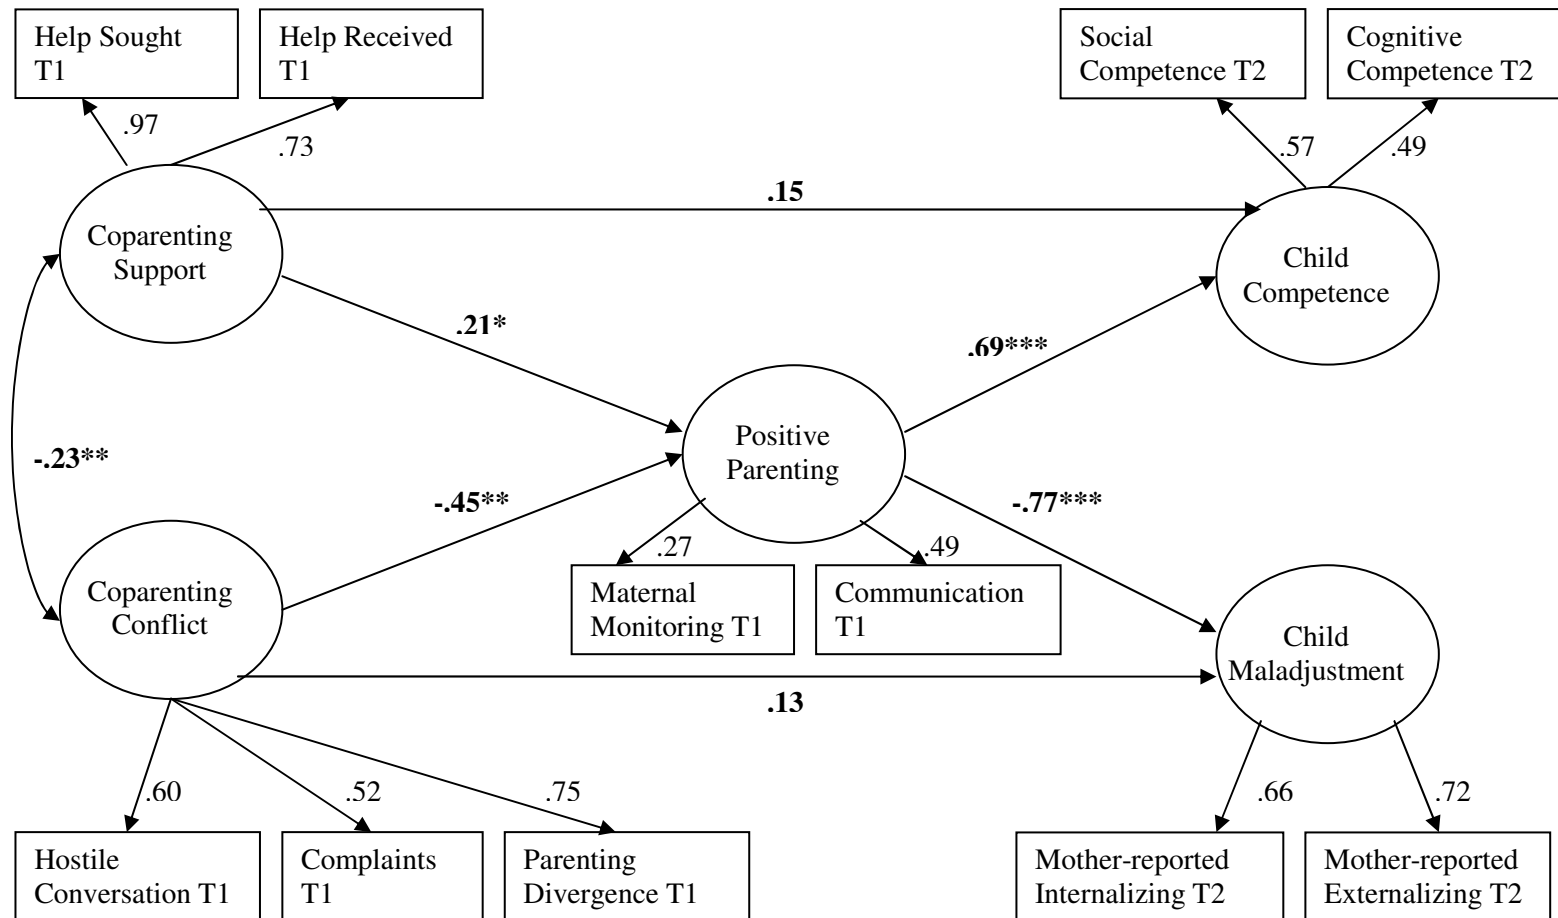 Help Sought
T1
Help Received
T1
Social
Competence T2
Cognitive
Competence T2
.97
.73
.57
.49
.15
Coparenting
Support
Child
Competence
.21*
.69***
-.23**
Positive
Parenting
-.45**
-.77***
.27
.49
Coparenting
Conflict
Maternal
Monitoring T1
Communication
T1
Child
Maladjustment
.13
.60
.52
.75
.66
.72
Hostile
Conversation T1
Complaints
T1
Parenting
Divergence T1
Mother-reported
Internalizing T2
Mother-reported
Externalizing T2